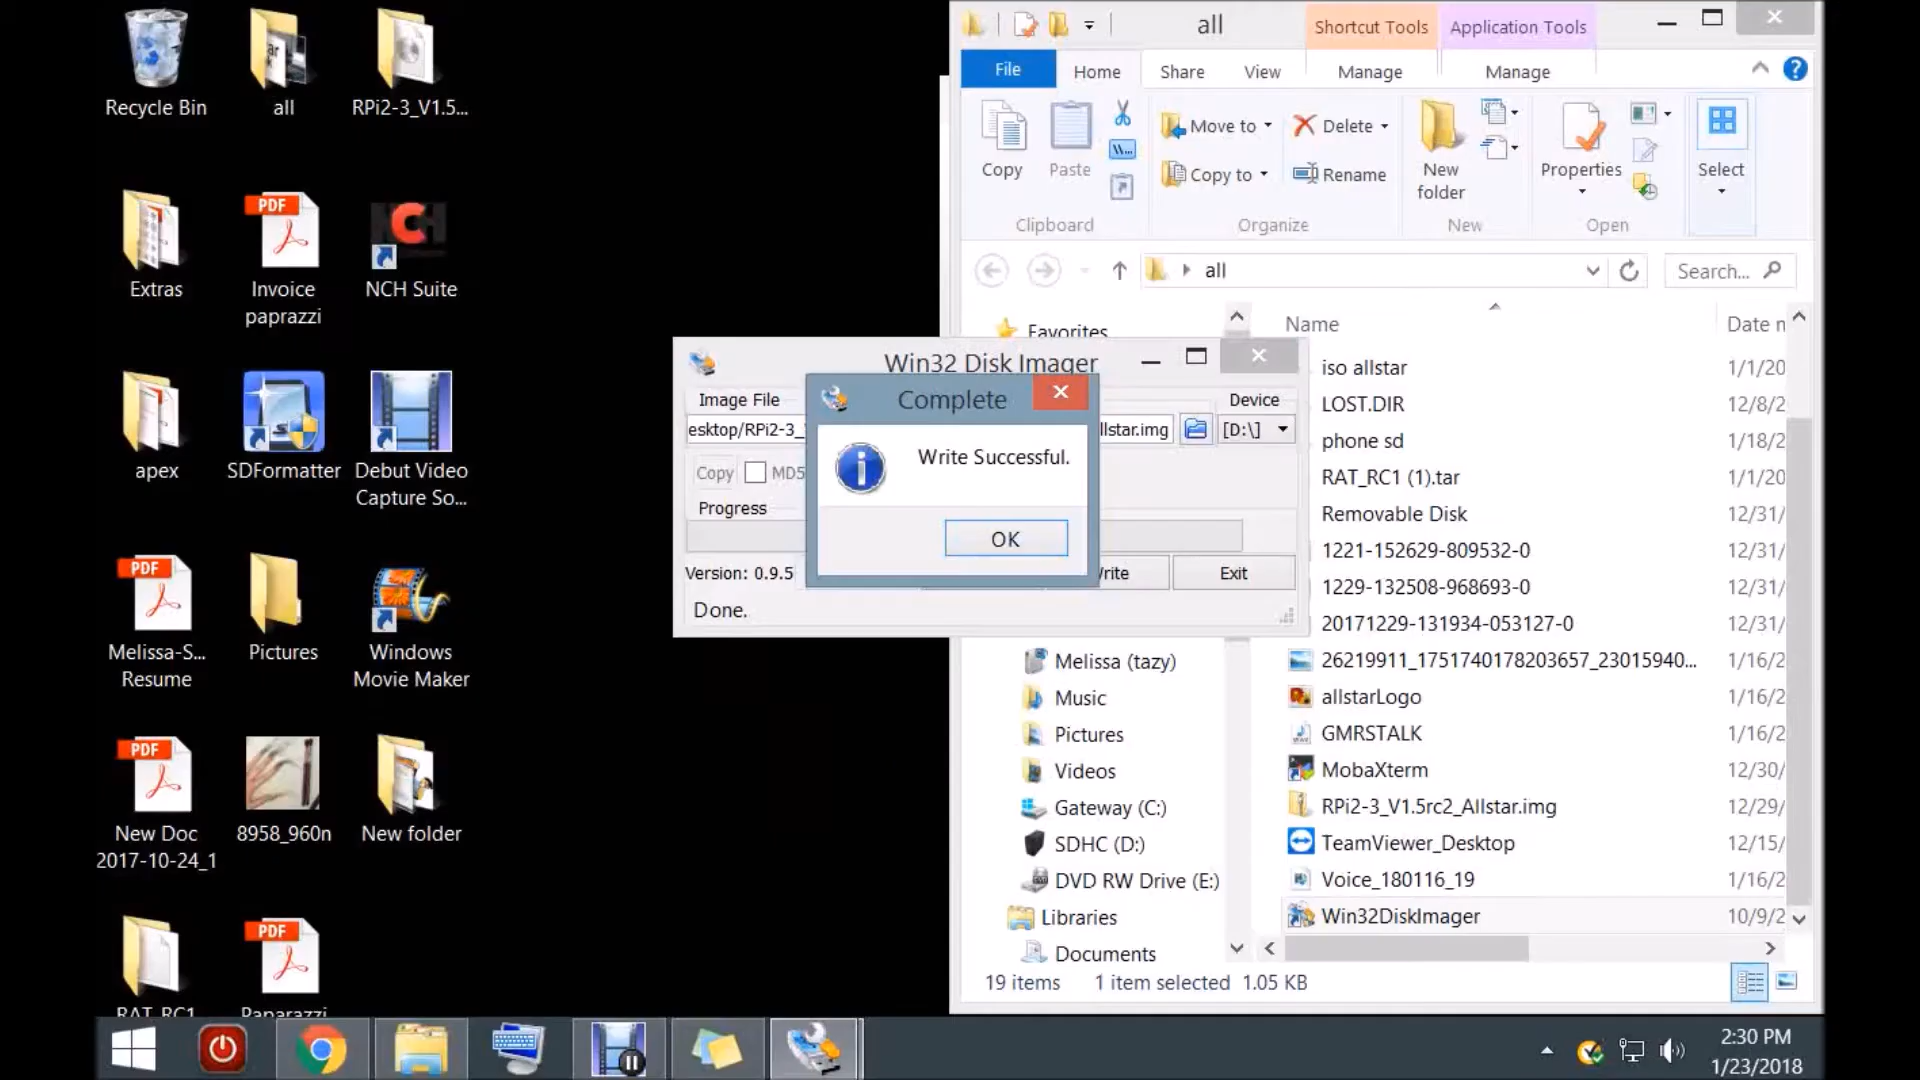 Recycle Bin
all
RPi2-3_V1.5...
Extras
Invoice
paprazzi
NCH
NCH Suite
apex
SDFormatter
Debut Video
Capture So...
PDF
PDF
Melissa-S...
Resume
Pictures
Windows
Movie Maker
PDF
New Doc
2017-10-24_1
8958_960n
New folder
RAT_RC1
PDF
Paparazzi
all
Shortcut Tools
Application Tools
File
Home
Share
View
Manage
Manage
Copy
Paste
W...
Move to
Copy to
Delete
Rename
New
folder
Properties
Select
Clipboard
Organize
New
Open
all
Search...
Favorites
Name
Date n
iso allstar 1/1/20
LOST.DIR 12/8/2
phone sd 1/18/2
RAT_RC1 (1).tar 1/1/20
Removable Disk 12/31/
1221-152629-809532-0 12/31/
1229-132508-968693-0 12/31/
20171229-131934-053127-0 12/31/
26219911_1751740178203657_23015940... 1/16/2
allstarLogo 1/16/2
GMRSTALK 1/16/2
MobaXterm 12/30/
RPi2-3_V1.5rc2_Allstar.img 12/29/
TeamViewer_Desktop 12/15/
Voice_180116_19 1/16/2
Win32DiskImager 10/9/2
Melissa (tazy)
Music
Pictures
Videos
Gateway (C:)
SDHC (D:)
DVD RW Drive (E:)
Libraries
Documents
19 items 1 item selected 1.05 KB
Win32 Disk Imager
Image File
Device
esktop/RPi2-3_
llstar.img
[D:\]
Copy
MD5
Progress
Version: 0.9.5
rite
Exit
Done.
Complete
Write Successful.
OK
2:30 PM
1/23/2018